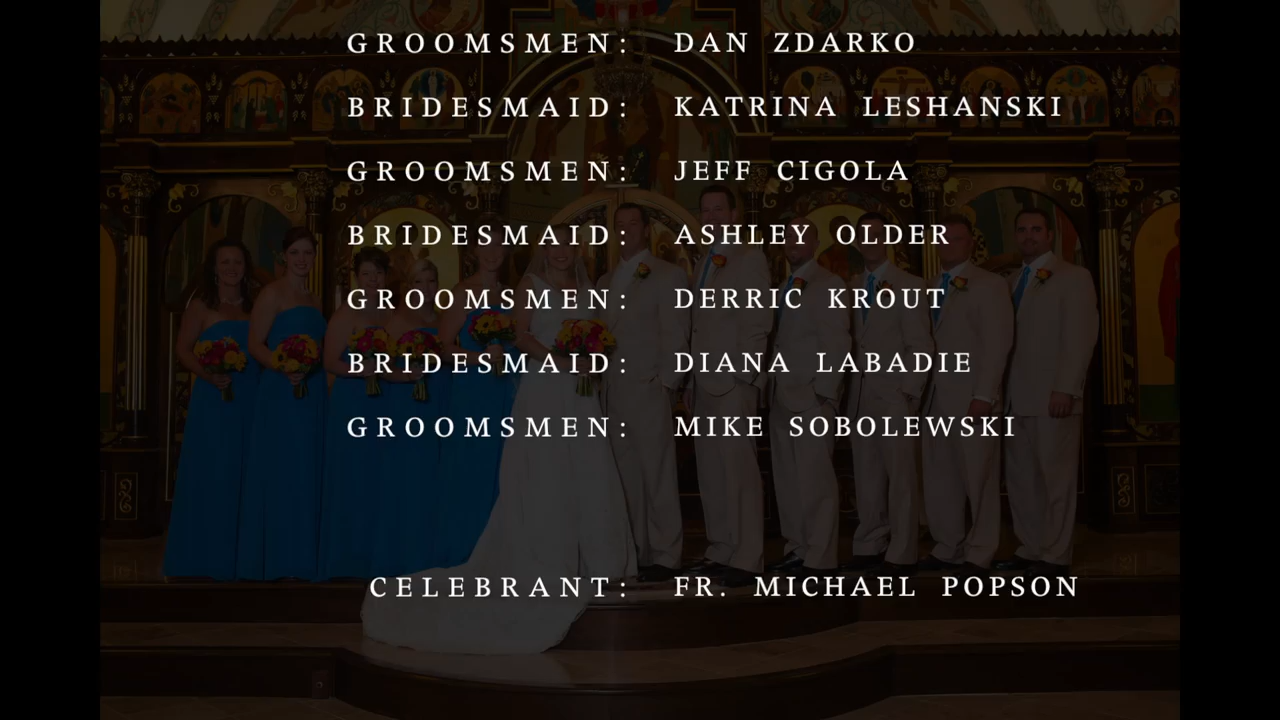 GROOMSMEN: DAN ZDARKO
BRIDESMAID: KATRINA LESHANSKI
GROOMSMEN: JEFF CIGOLA
BRIDESMAID: ASHLEY OLDER
GROOMSMEN: DERRIC KROUT
BRIDESMAID: DIANA LABADIE
GROOMSMEN: MIKE SOBOLEWSKI
CELEBRANT: FR. MICHAEL POPSON